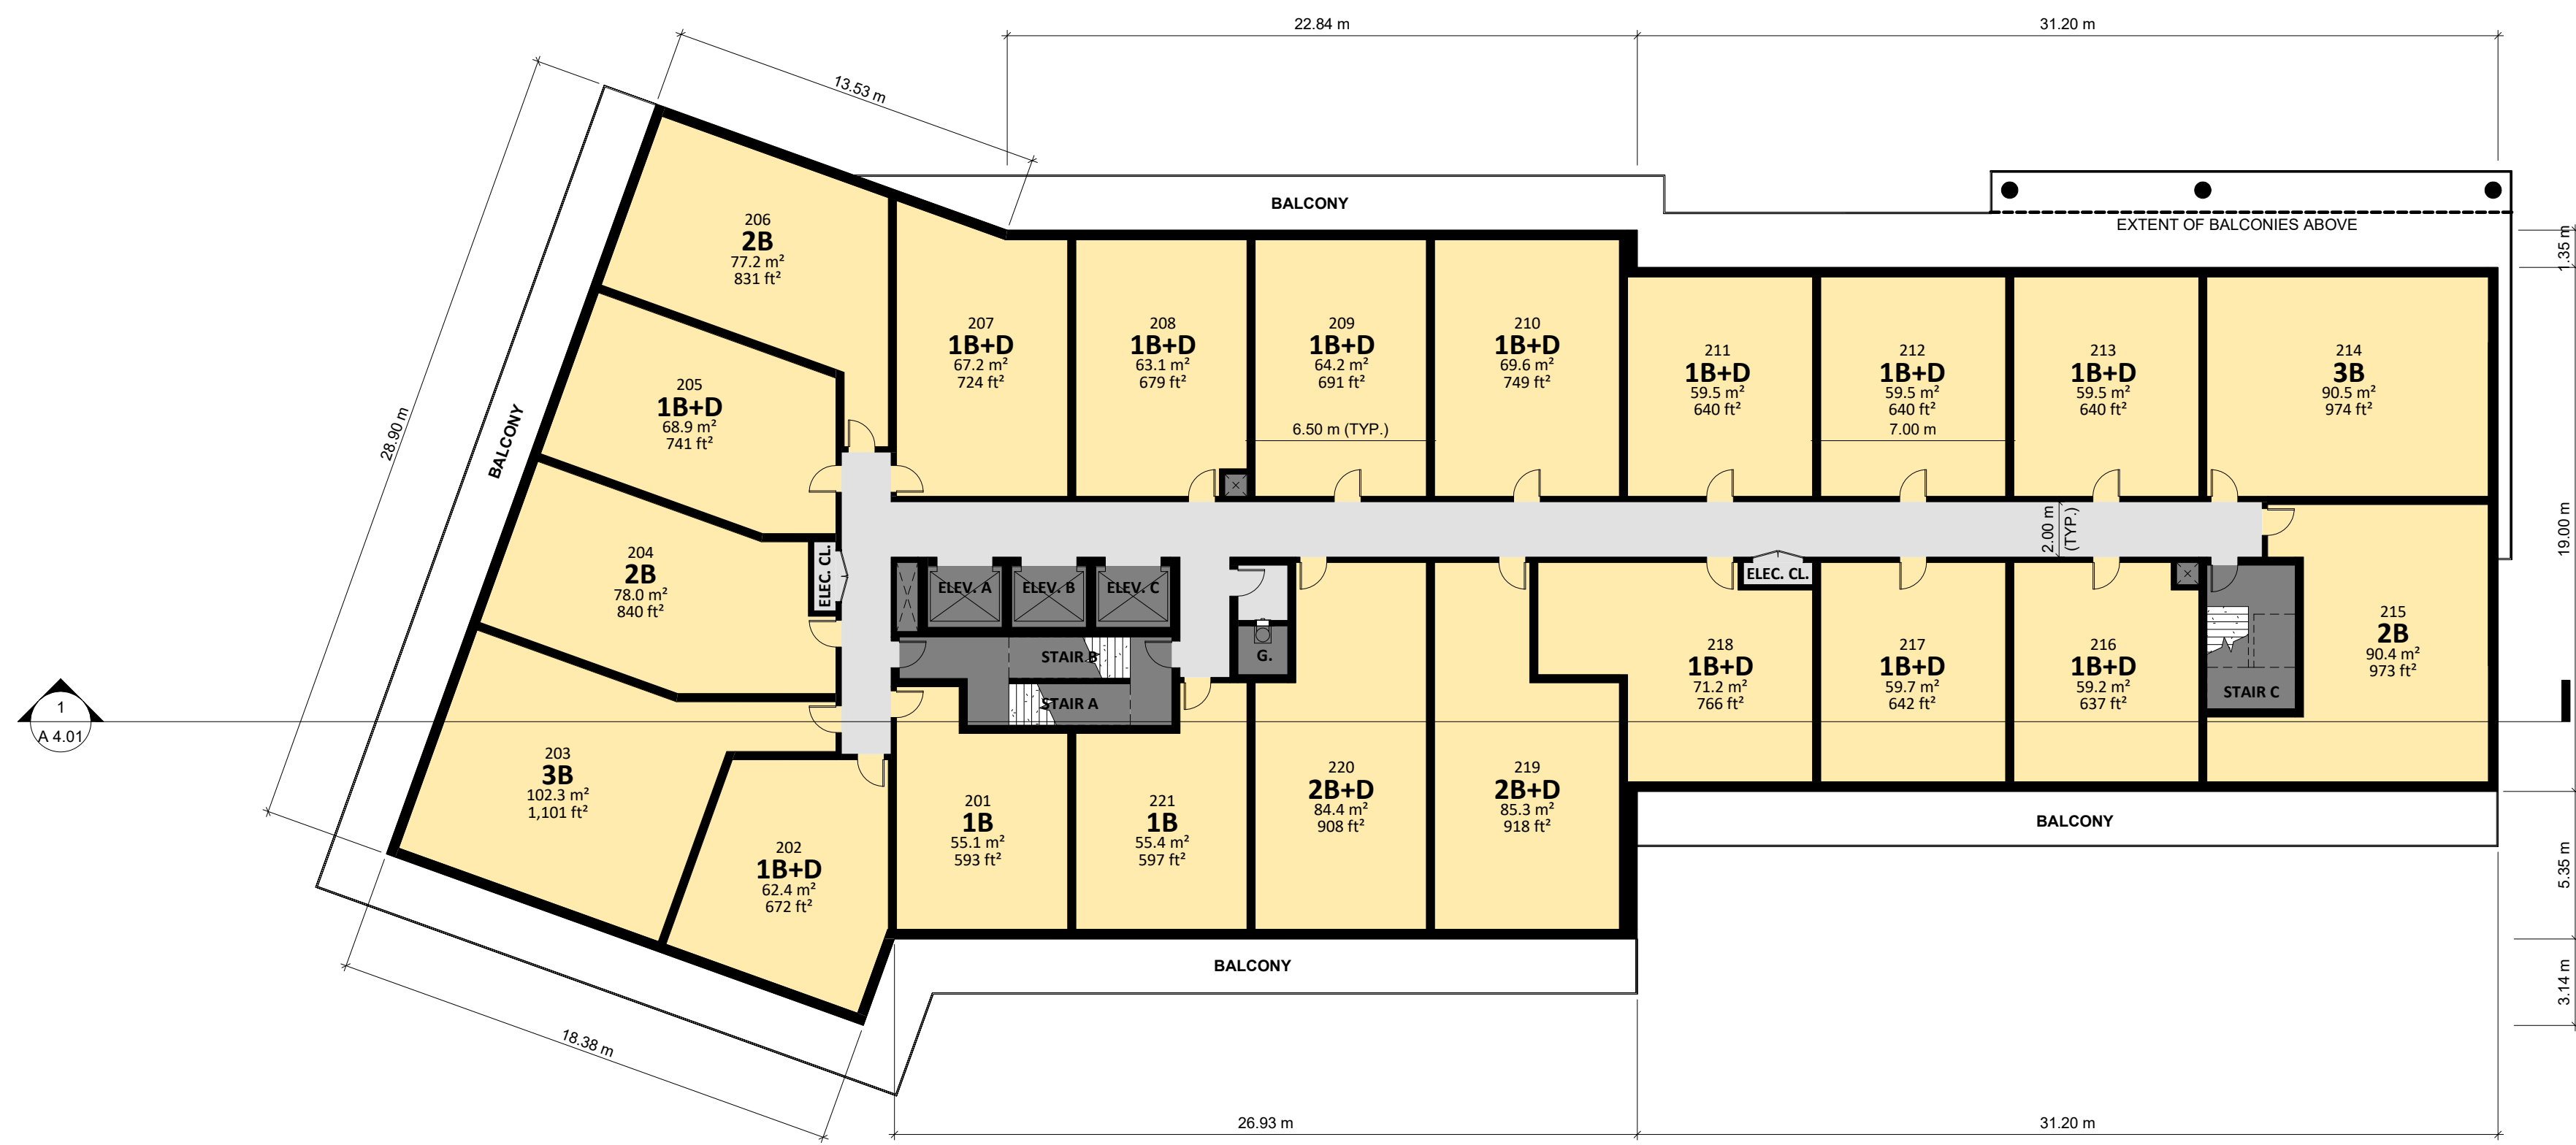 22.84 m
31.20 m
13.53 m
BALCONY
EXTENT OF BALCONIES ABOVE
1.35 m
206
2B
77.2 m²
831 ft²
207
1B+D
67.2 m²
724 ft²
208
1B+D
63.1 m²
679 ft²
209
1B+D
64.2 m²
691 ft²
6.50 m (TYP.)
210
1B+D
69.6 m²
749 ft²
211
1B+D
59.5 m²
640 ft²
212
1B+D
59.5 m²
640 ft²
7.00 m
213
1B+D
59.5 m²
640 ft²
214
3B
90.5 m²
974 ft²
205
1B+D
68.9 m²
741 ft²
28.90 m
BALCONY
2.00 m
(TYP.)
19.00 m
204
2B
78.0 m²
840 ft²
ELEC. CL.
ELEV. A
ELEV. B
ELEV. C
ELEC. CL.
STAIR B
G.
STAIR A
218
1B+D
71.2 m²
766 ft²
217
1B+D
59.7 m²
642 ft²
216
1B+D
59.2 m²
637 ft²
STAIR C
215
2B
90.4 m²
973 ft²
1
A 4.01
203
3B
102.3 m²
1,101 ft²
202
1B+D
62.4 m²
672 ft²
201
1B
55.1 m²
593 ft²
221
1B
55.4 m²
597 ft²
220
2B+D
84.4 m²
908 ft²
219
2B+D
85.3 m²
918 ft²
BALCONY
5.35 m
BALCONY
3.14 m
18.38 m
26.93 m
31.20 m